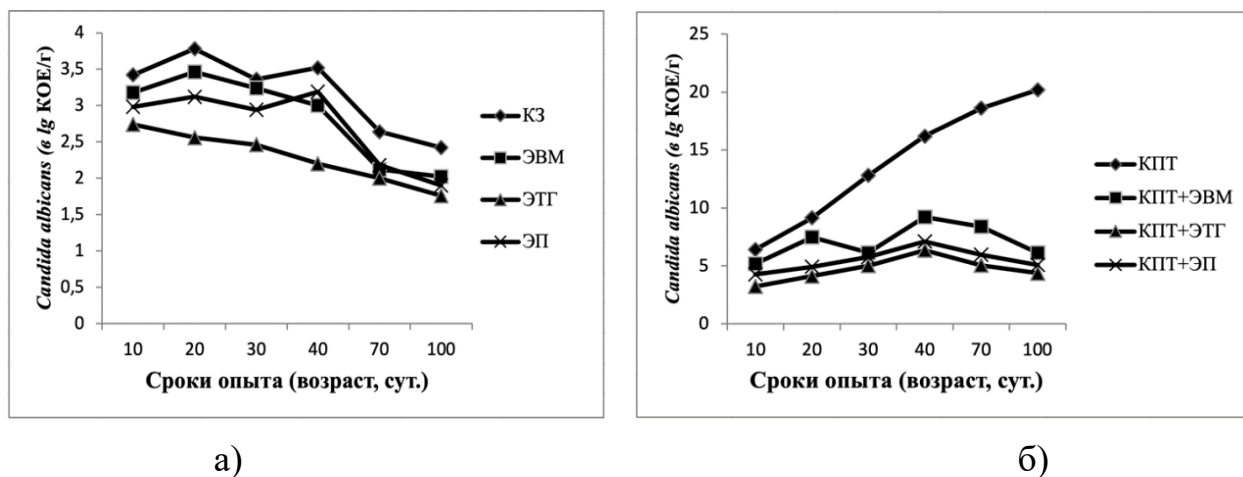 Candida albicans (в lg КОЕ/г)
4
3,5
3
2,5
2
1,5
1
0,5
0
10 20 30 40 70 100
Сроки опыта (возраст, сут.)
КЗ
ЭВМ
ЭТГ
ЭП
а)
Candida albicans (в lg КОЕ/г)
25
20
15
10
5
0
10 20 30 40 70 100
Сроки опыта (возраст, сут.)
КПТ
КПТ+ЭВМ
КПТ+ЭТГ
КПТ+ЭП
б)